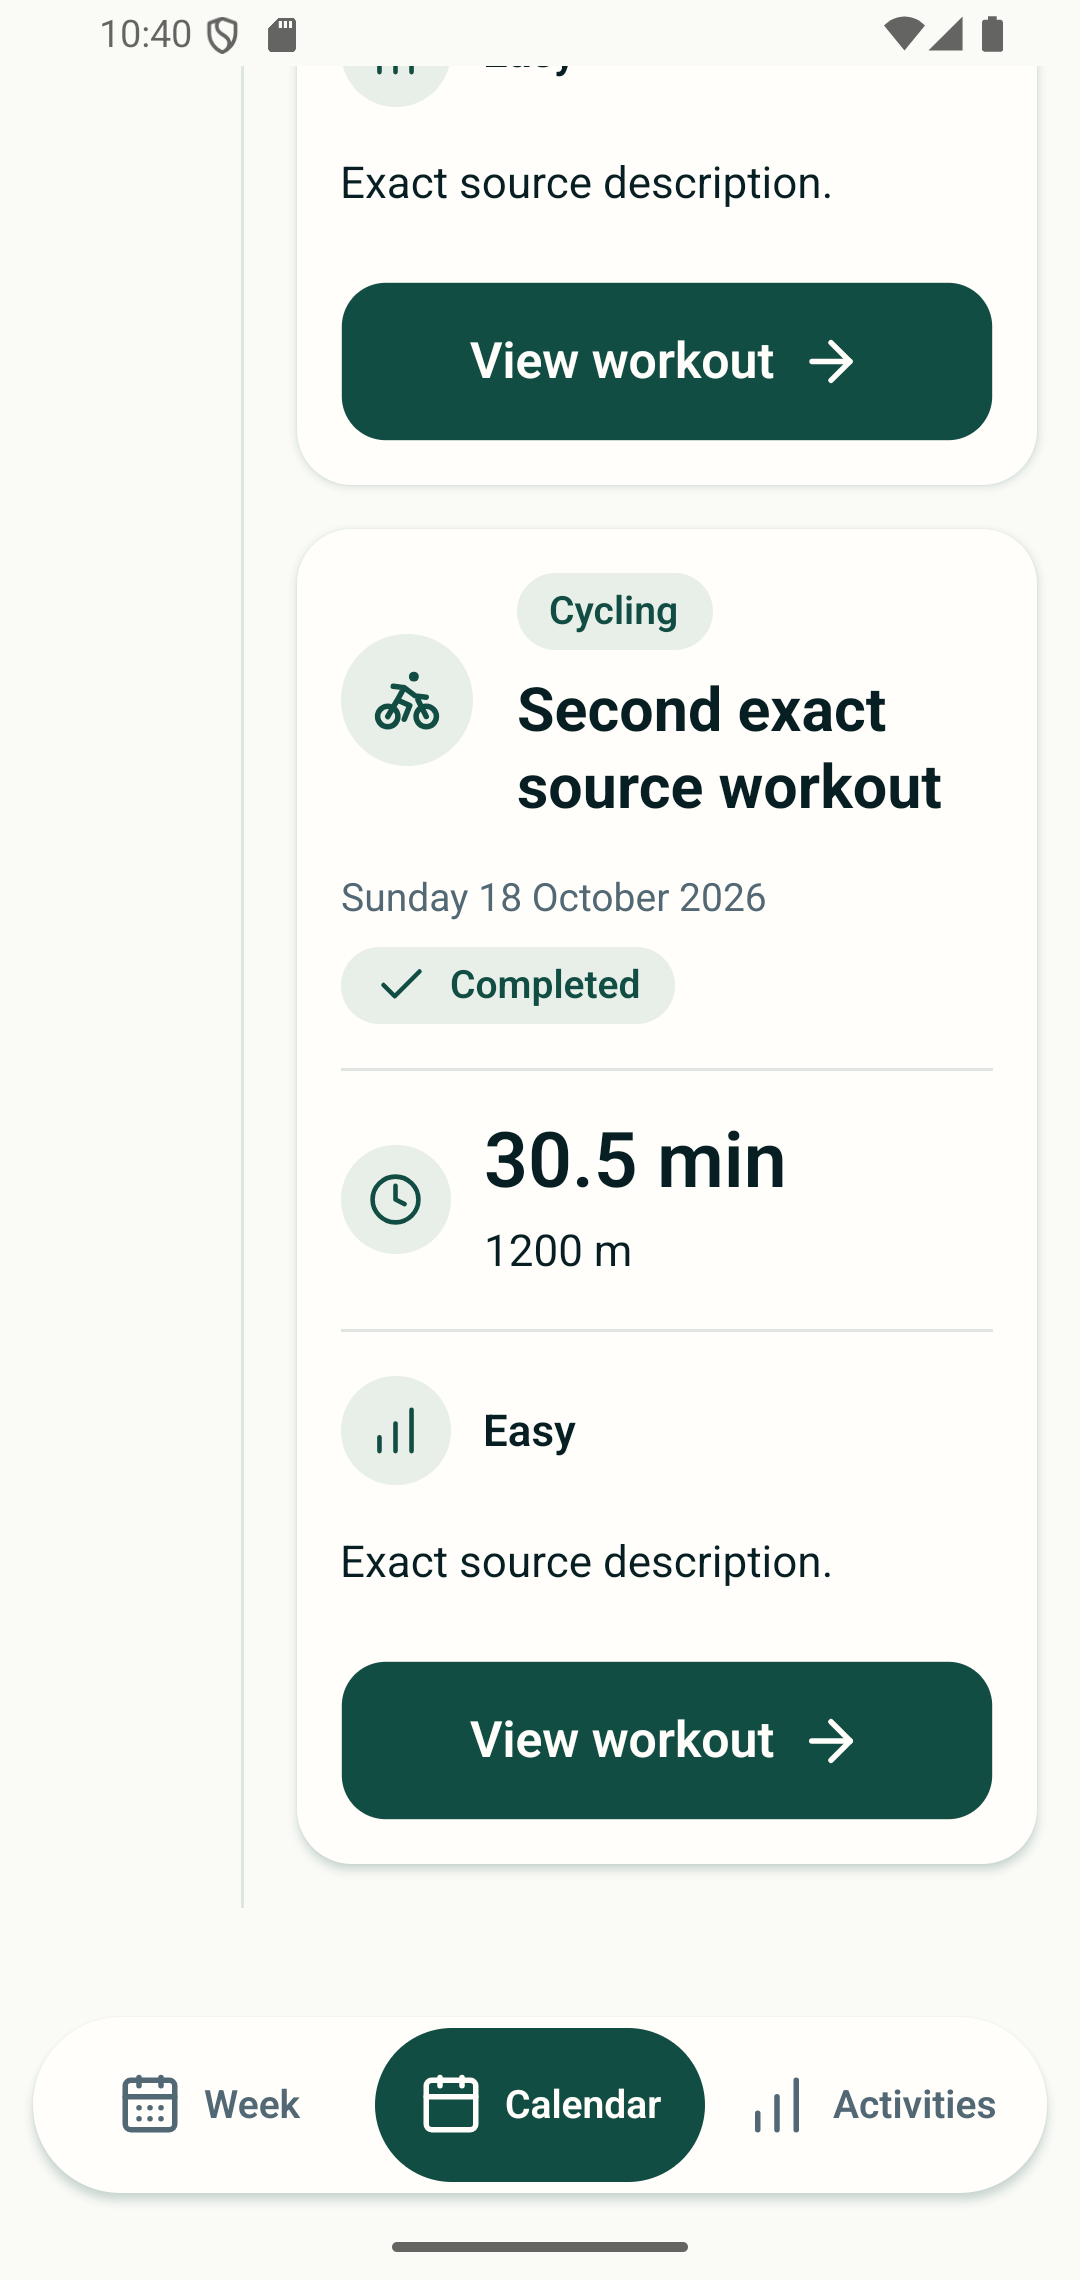 10:40
Easy
Exact source description.
View workout
Cycling
Second exact
source workout
Sunday 18 October 2026
Completed
30.5 min
1200 m
Easy
Exact source description.
View workout
Week
Calendar
Activities